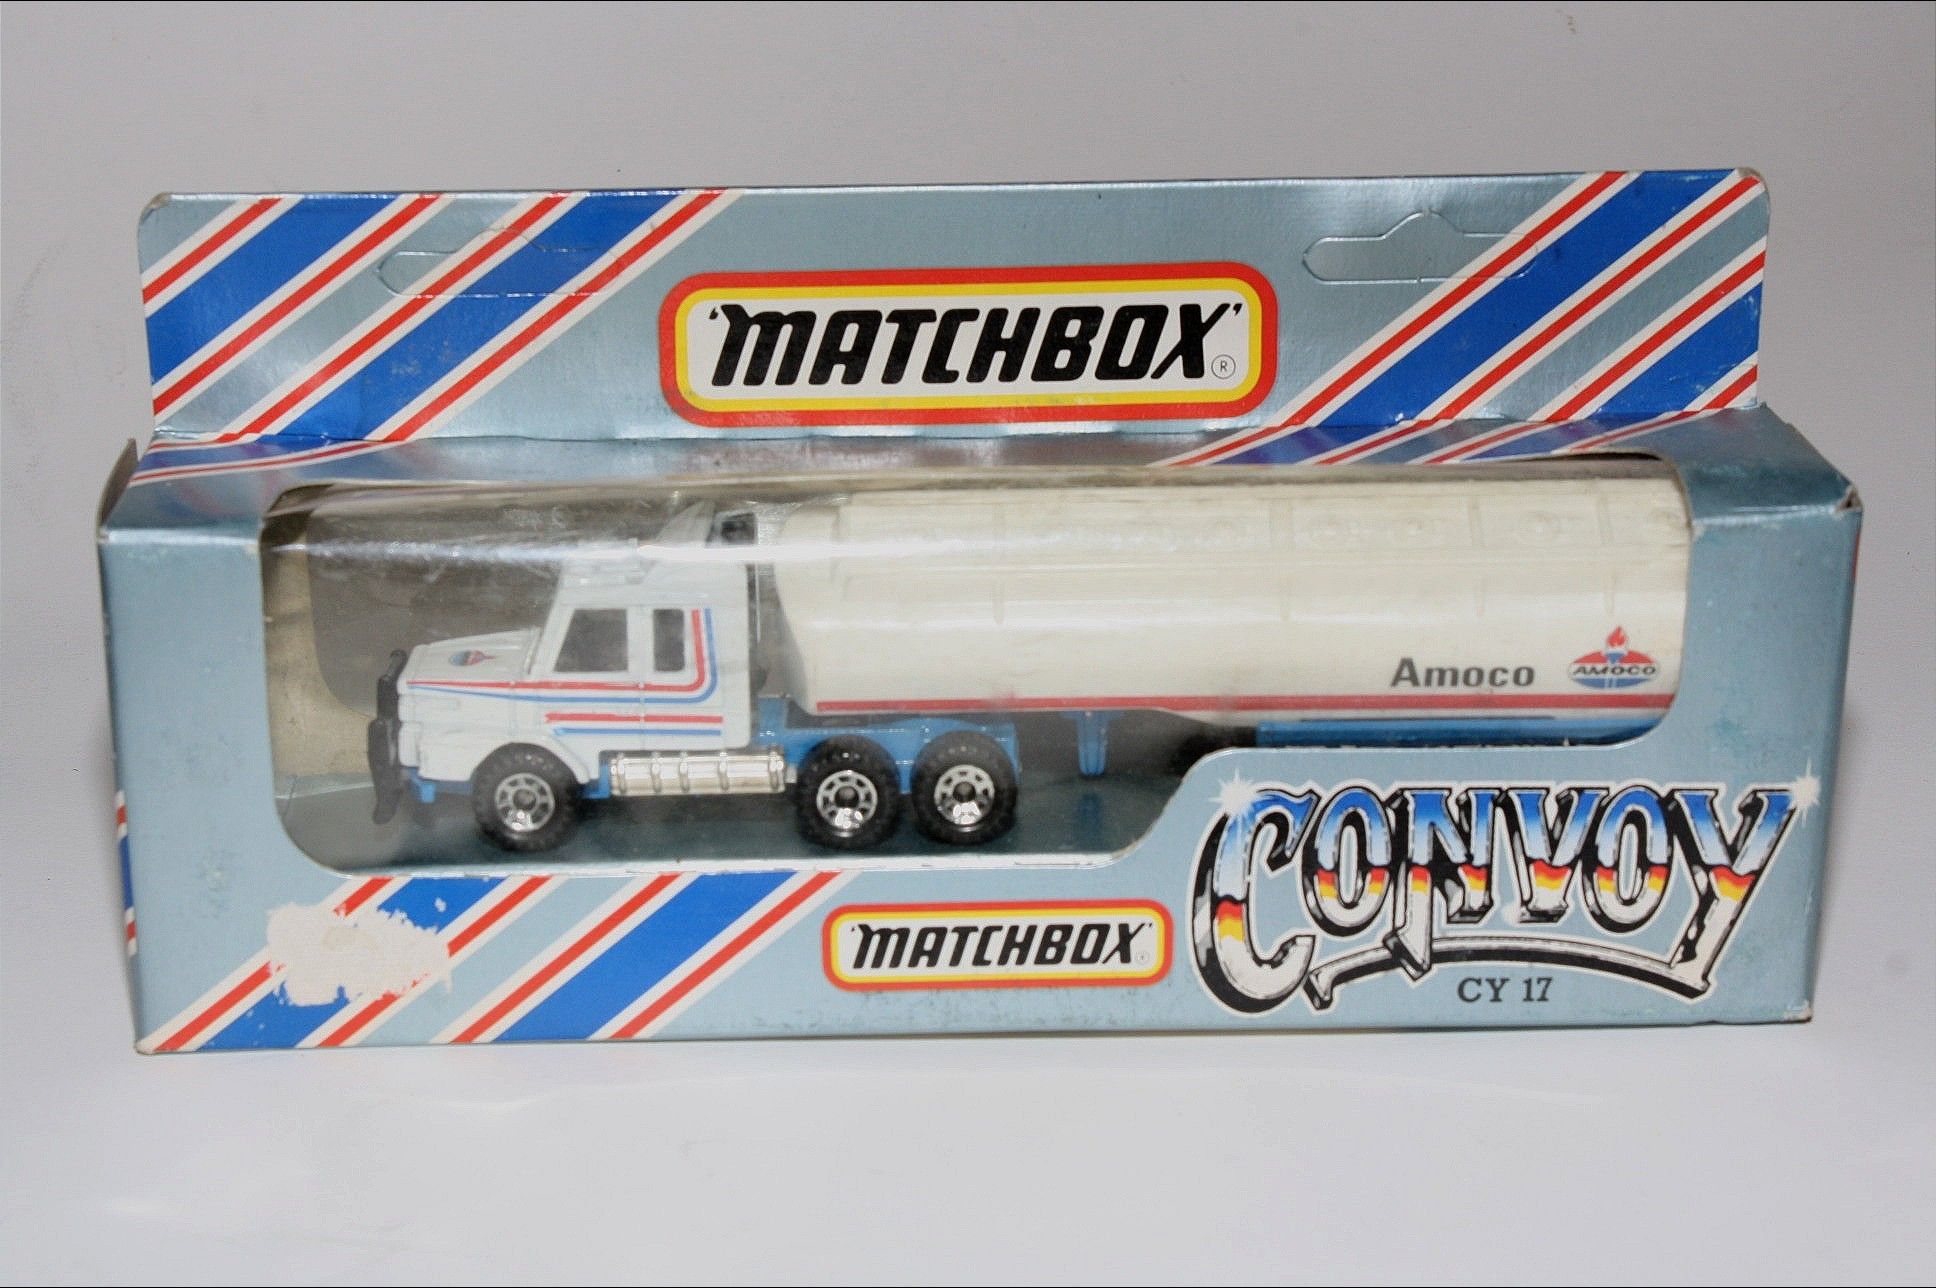 'MATCHBOX'
®
Amoco
AMOCO
'MATCHBOX'
CONVOY
CY 17